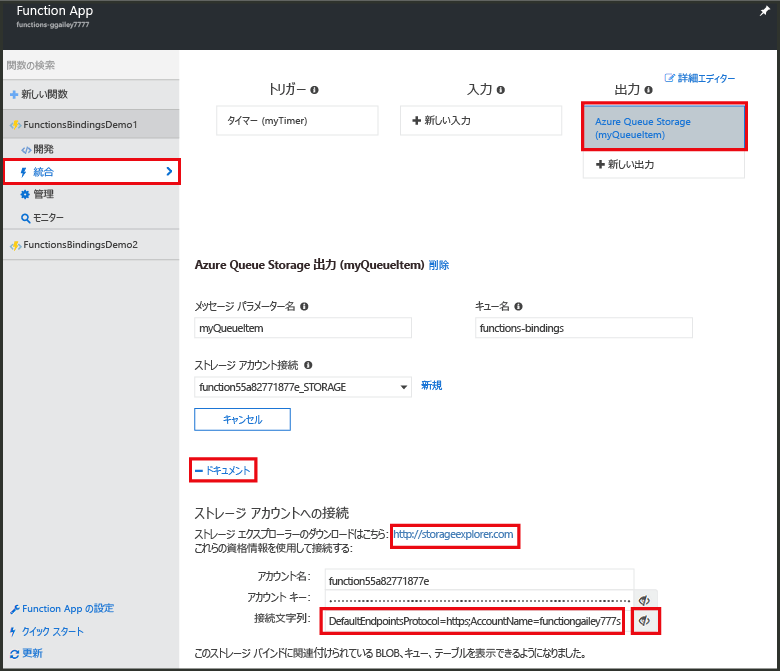 Function App
functions-ggailey7777
関数の検索
新しい関数
FunctionsBindingsDemo1
開発
統合
管理
モニター
FunctionsBindingsDemo2
Function App の設定
クイック スタート
更新
詳細エディター
トリガー
入力
出力
タイマー (myTimer)
新しい入力
Azure Queue Storage
(myQueueItem)
新しい出力
Azure Queue Storage 出力 (myQueueItem) 削除
メッセージ パラメーター名
キュー名
myQueueItem
functions-bindings
ストレージ アカウント接続
function55a82771877e_STORAGE
新規
キャンセル
ドキュメント
ストレージ アカウントへの接続
ストレージ エクスプローラーのダウンロードはこちら: http://storageexplorer.com
これらの資格情報を使用して接続する:
アカウント名: function55a82771877e
アカウント キー:
接続文字列: DefaultEndpointsProtocol=https;AccountName=functiongailey777s
このストレージ バインドに関連付けられている BLOB、キュー、テーブルを表示できるようになりました。